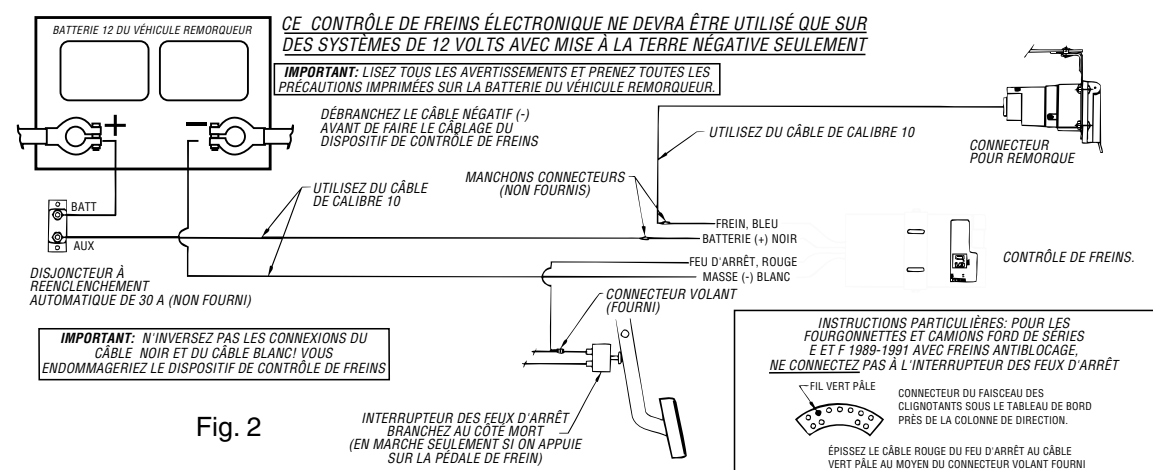 BATTERIE 12 DU VÉHICULE REMORQUEUR
CE CONTRÔLE DE FREINS ÉLECTRONIQUE NE DEVRA ÊTRE UTILISÉ QUE SUR
DES SYSTÈMES DE 12 VOLTS AVEC MISE À LA TERRE NÉGATIVE SEULEMENT
IMPORTANT: LISEZ TOUS LES AVERTISSEMENTS ET PRENEZ TOUTES LES
PRÉCAUTIONS IMPRIMÉES SUR LA BATTERIE DU VÉHICULE REMORQUEUR.
+
−
DÉBRANCHEZ LE CÂBLE NÉGATIF (-)
AVANT DE FAIRE LE CÂBLAGE DU
DISPOSITIF DE CONTRÔLE DE FREINS
UTILISEZ DU CÂBLE DE CALIBRE 10
CONNECTEUR
POUR REMORQUE
MANCHONS CONNECTEURS
(NON FOURNIS)
UTILISEZ DU CÂBLE
DE CALIBRE 10
BATT
AUX
FREIN, BLEU
BATTERIE (+) NOIR
FEU D'ARRÊT, ROUGE
MASSE (-) BLANC
CONTRÔLE DE FREINS.
DISJONCTEUR À
REENCLENCHEMENT
AUTOMATIQUE DE 30 A (NON FOURNI)
CONNECTEUR VOLANT
(FOURNI)
IMPORTANT: N'INVERSEZ PAS LES CONNEXIONS DU
CÂBLE NOIR ET DU CÂBLE BLANC! VOUS
ENDOMMAGERIEZ LE DISPOSITIF DE CONTRÔLE DE FREINS
Fig. 2
INTERRUPTEUR DES FEUX D'ARRÊT
BRANCHEZ AU CÔTÉ MORT
(EN MARCHE SEULEMENT SI ON APPUIE
SUR LA PÉDALE DE FREIN)
INSTRUCTIONS PARTICULIÈRES: POUR LES
FOURGONNETTES ET CAMIONS FORD DE SÉRIES
E ET F 1989-1991 AVEC FREINS ANTIBLOCAGE,
NE CONNECTEZ PAS À L'INTERRUPTEUR DES FEUX D'ARRÊT
FIL VERT PÂLE
CONNECTEUR DU FAISCEAU DES
CLIGNOTANTS SOUS LE TABLEAU DE BORD
PRÈS DE LA COLONNE DE DIRECTION.
ÉPISSEZ LE CÂBLE ROUGE DU FEU D'ARRÊT AU CÂBLE
VERT PÂLE AU MOYEN DU CONNECTEUR VOLANT FOURNI